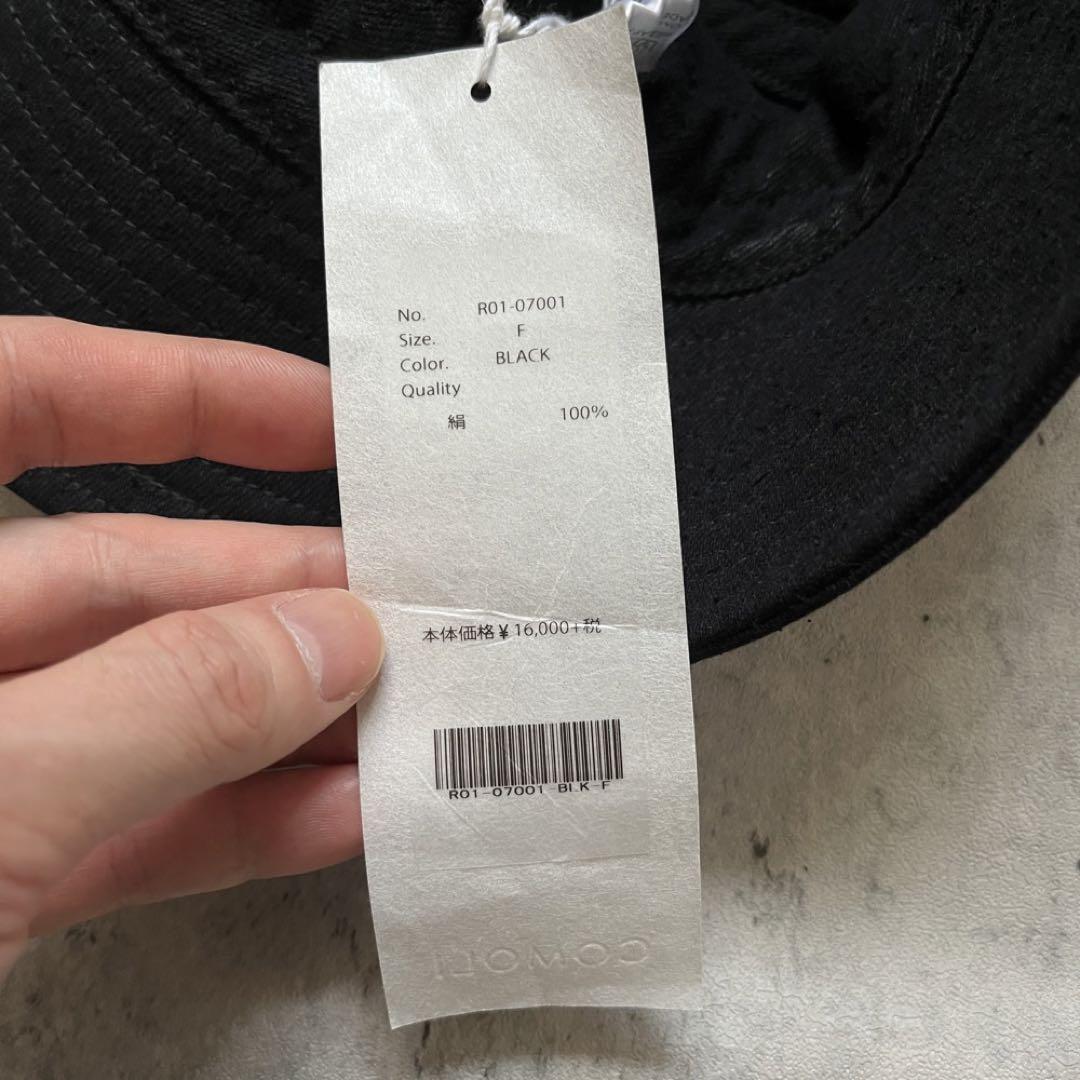 No. R01-07001
Size. F
Color. BLACK
Quality
絹 100%
本体価格¥16,000+税
R01-07001 BLK-F
COMOLI